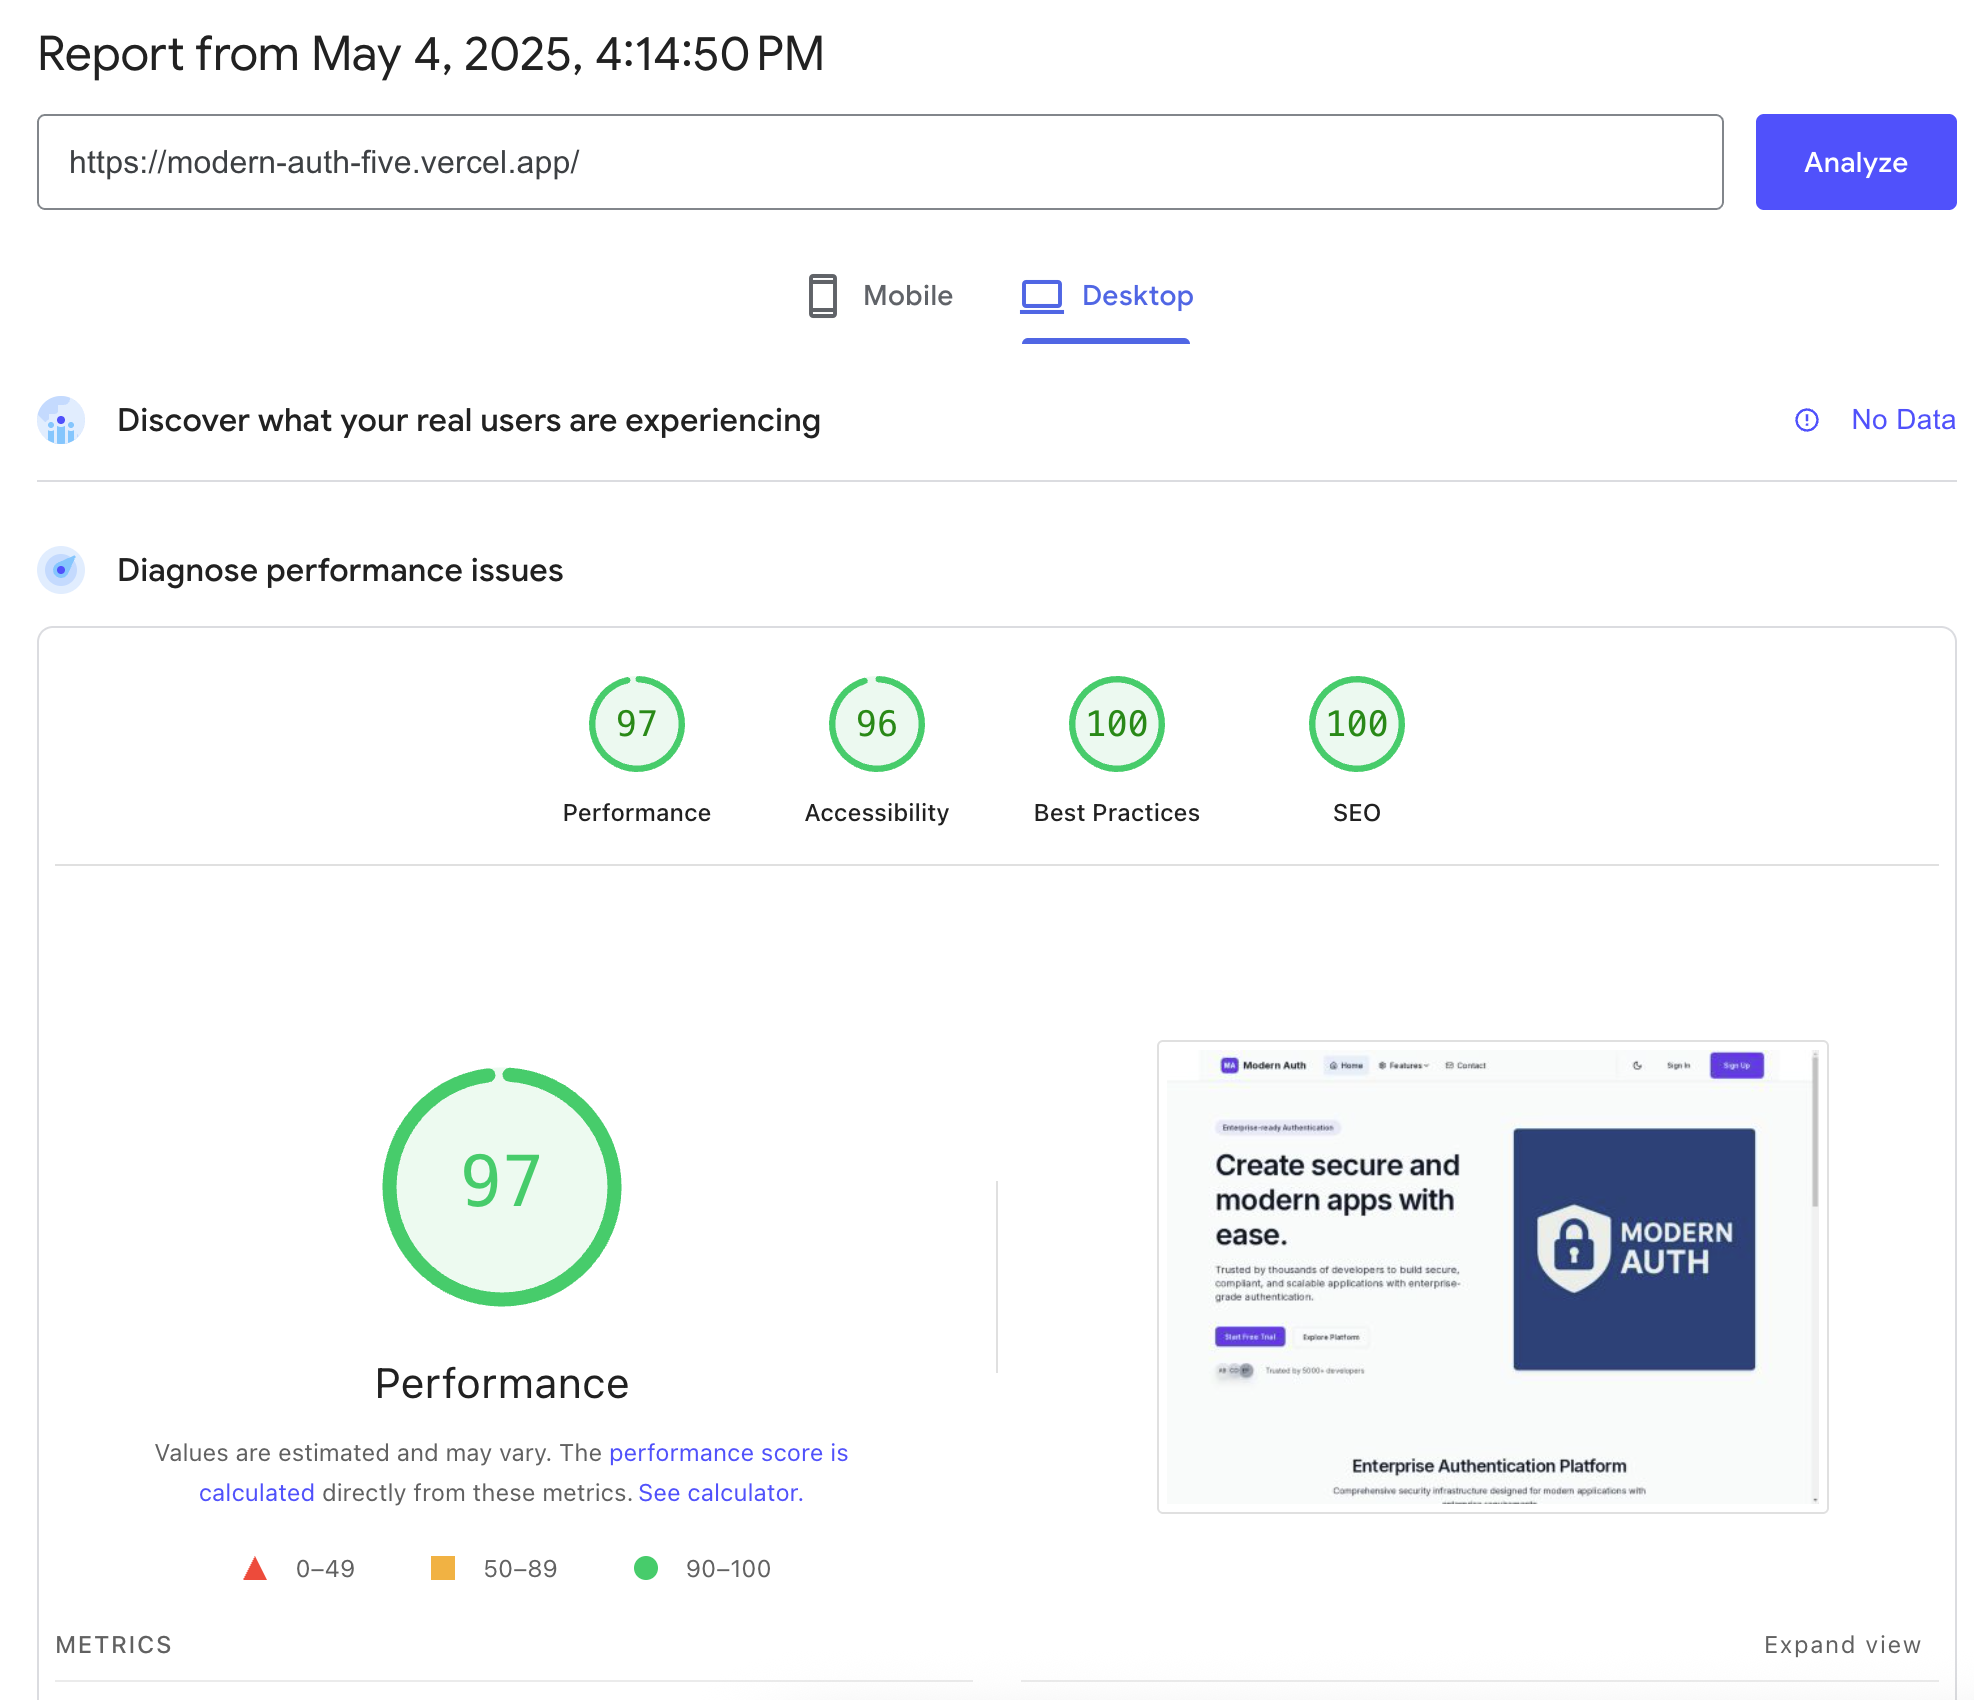 Report from May 4, 2025, 4:14:50 PM
https://modern-auth-five.vercel.app/
Analyze
Mobile
Desktop
Discover what your real users are experiencing
No Data
Diagnose performance issues
97
96
100
100
Performance
Accessibility
Best Practices
SEO
97
Performance
Values are estimated and may vary. The performance score is
calculated directly from these metrics. See calculator.
0–49
50–89
90–100
MA
Modern Auth
Home
Features
Contact
Sign In
Sign Up
Enterprise-ready Authentication
Create secure and
modern apps with
ease.
Trusted by thousands of developers to build secure,
compliant, and scalable applications with enterprise-
grade authentication.
Start Free Trial
Explore Platform
AB CD
Trusted by 5000+ developers
MODERN
AUTH
Enterprise Authentication Platform
Comprehensive security infrastructure designed for modern applications with
METRICS
Expand view